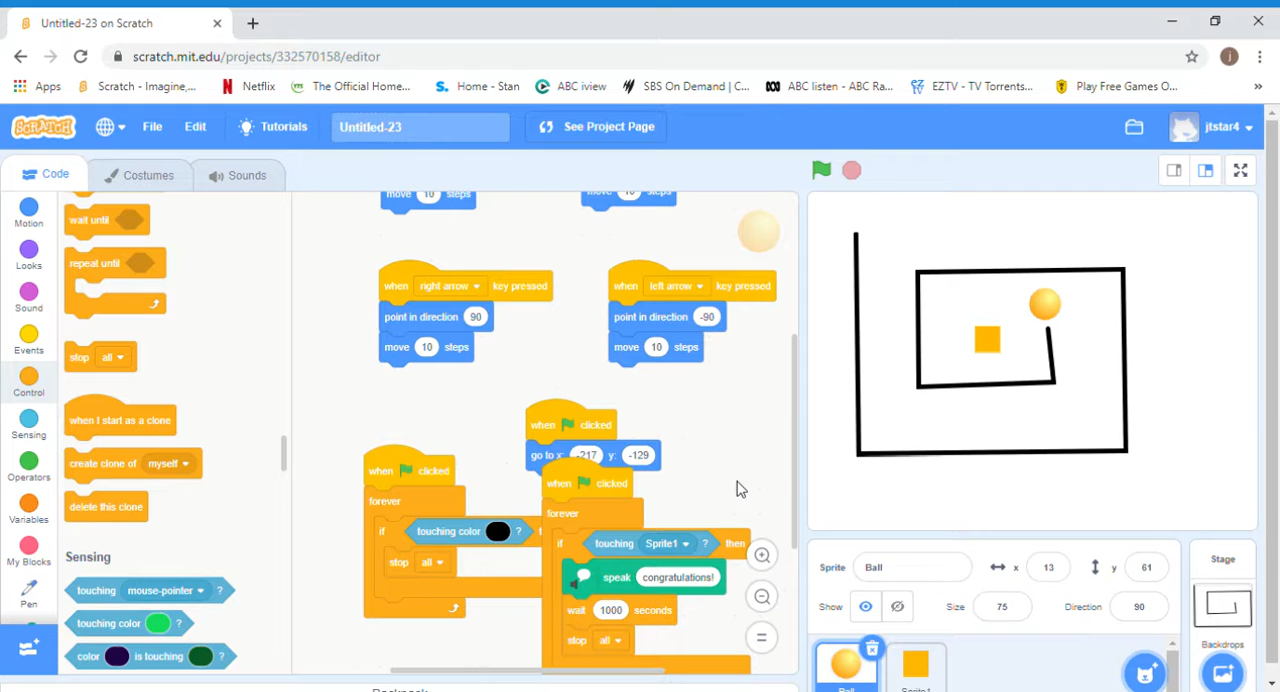 Untitled-23 on Scratch
scratch.mit.edu/projects/332570158/editor
Apps Scratch - Imagine,... Netflix The Official Home... Home - Stan ABC iview SBS On Demand | C... ABC listen - ABC Ra... EZTV - TV Torrents... Play Free Games O... »
SCRATCH File Edit Tutorials Untitled-23 See Project Page jtstar4
Code Costumes Sounds
Motion
Looks
Sound
Events
Control
Sensing
Operators
Variables
My Blocks
Pen
wait until
repeat until
stop all
when I start as a clone
create clone of myself
delete this clone
Sensing
touching mouse-pointer ?
touching color ?
color is touching ?
move 10 steps
move 10 steps
when right arrow key pressed
point in direction 90
move 10 steps
when left arrow key pressed
point in direction -90
move 10 steps
when clicked
go to x: -217 y: -129
when clicked
forever
if touching color ? t
stop all
when clicked
forever
if touching Sprite1 ? then
speak congratulations!
wait 1000 seconds
stop all
Sprite Ball x 13 y 61
Show Size 75 Direction 90
Ball
Sprite1
Stage
Backdrops
Backpack